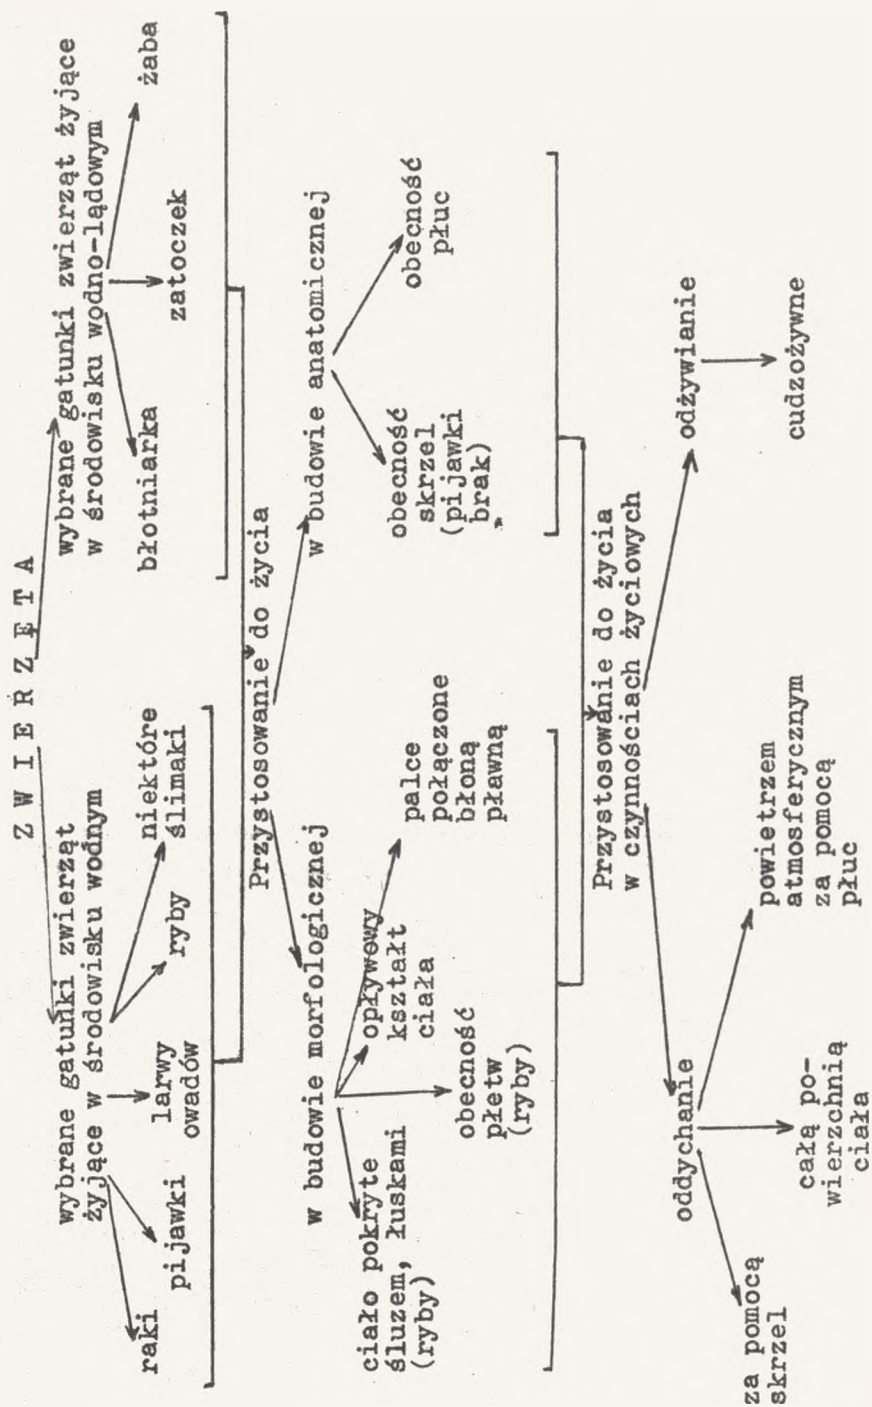 Z W I E R Z Ę T A
wybrane gatunki zwierząt
żyjące w środowisku wodnym
raki
pijawki
larwy
owadów
ryby
niektóre
ślimaki
wybrane gatunki zwierząt żyjące
w środowisku wodno-lądowym
błotniarka
zatoczek
żaba
Przystosowanie do życia
w budowie morfologicznej
ciało pokryte
śluzem, łuskami
(ryby)
obecność
płetw
(ryby)
opływowy
kształt
ciała
palce
połączone
błoną
pławną
w budowie anatomicznej
obecność
skrzel
(pijawki
brak)
obecność
płuc
Przystosowanie do życia
w czynnościach życiowych
oddychanie
za pomocą
skrzel
całą po-
wierzchnią
ciała
powietrzem
atmosferycznym
za pomocą
płuc
odżywianie
cudzożywne